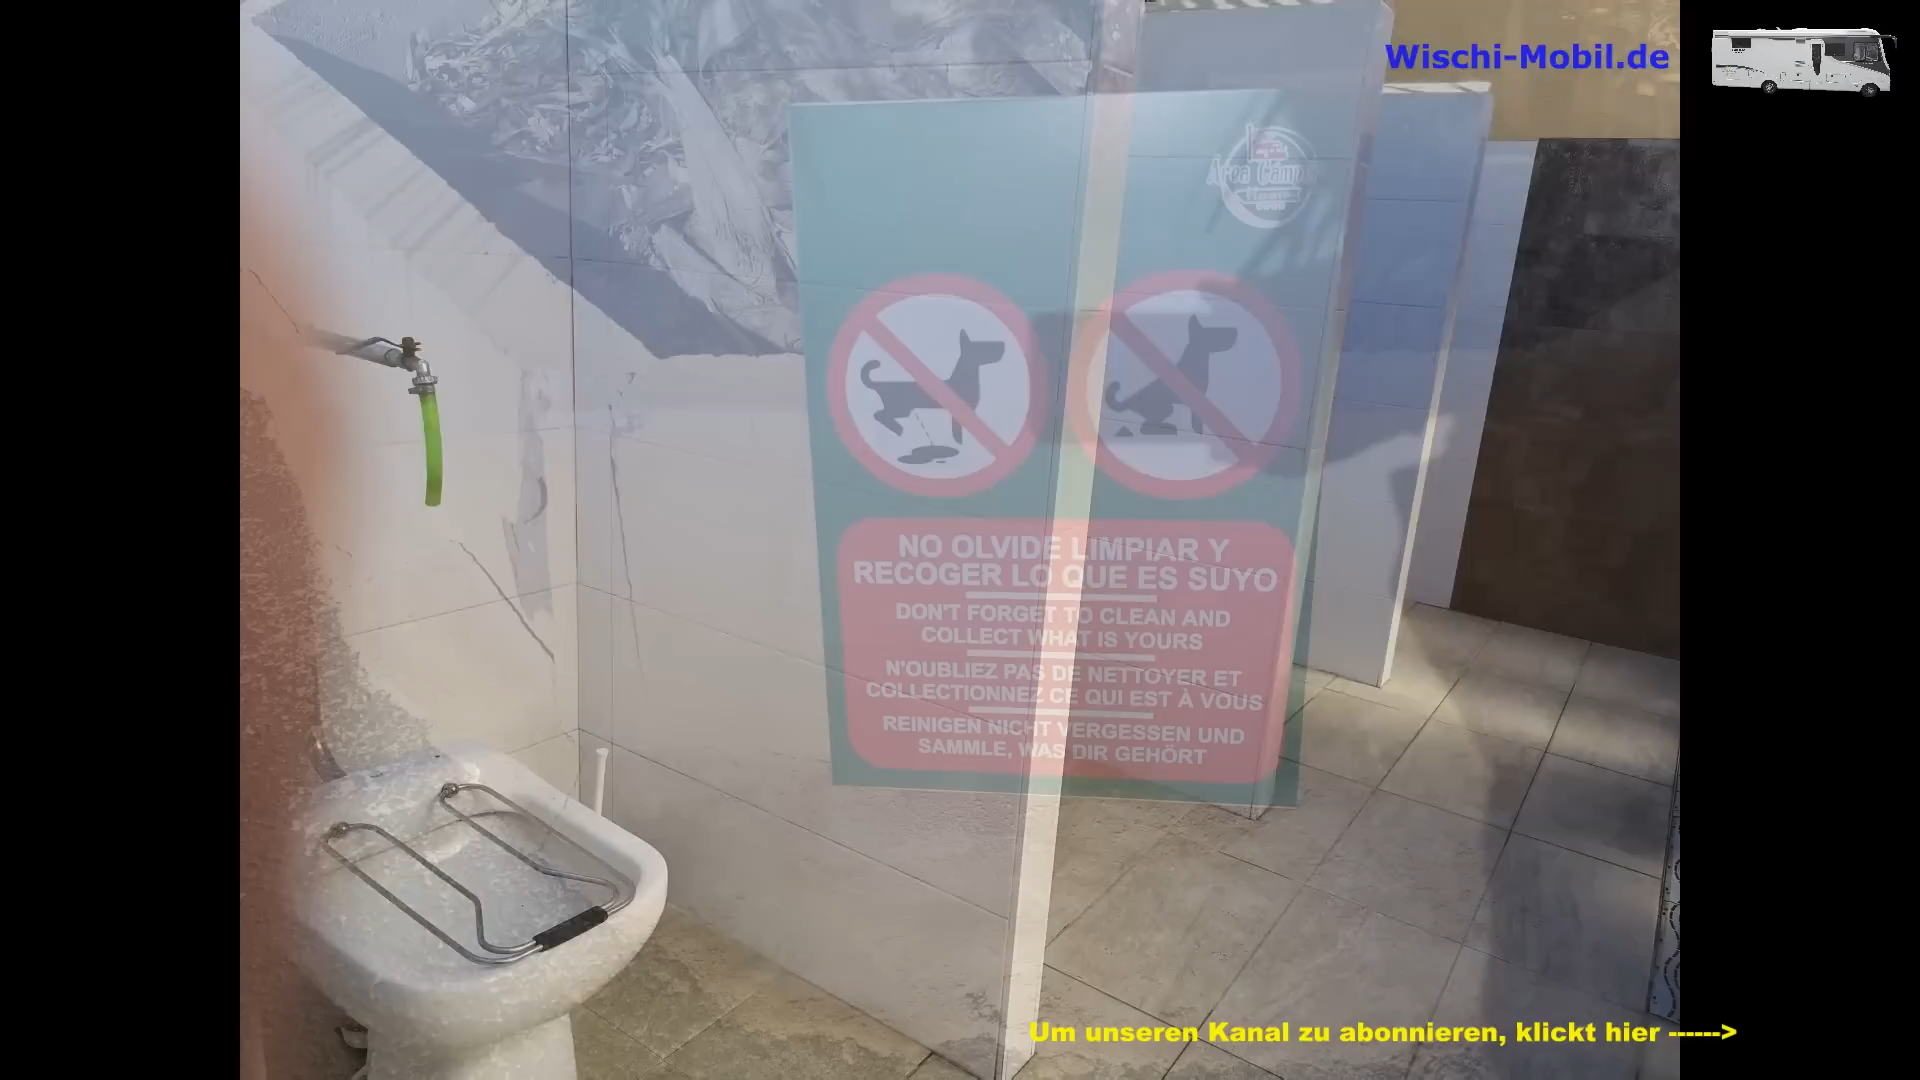 Wischi-Mobil.de
Area Camper
NO OLVIDE LIMPIAR Y
RECOGER LO QUE ES SUYO
DON'T FORGET TO CLEAN AND
COLLECT WHAT IS YOURS
N'OUBLIEZ PAS DE NETTOYER ET
COLLECTIONNEZ CE QUI EST À VOUS
REINIGEN NICHT VERGESSEN UND
SAMMLE, WAS DIR GEHÖRT
Um unseren Kanal zu abonnieren, klickt hier ------>